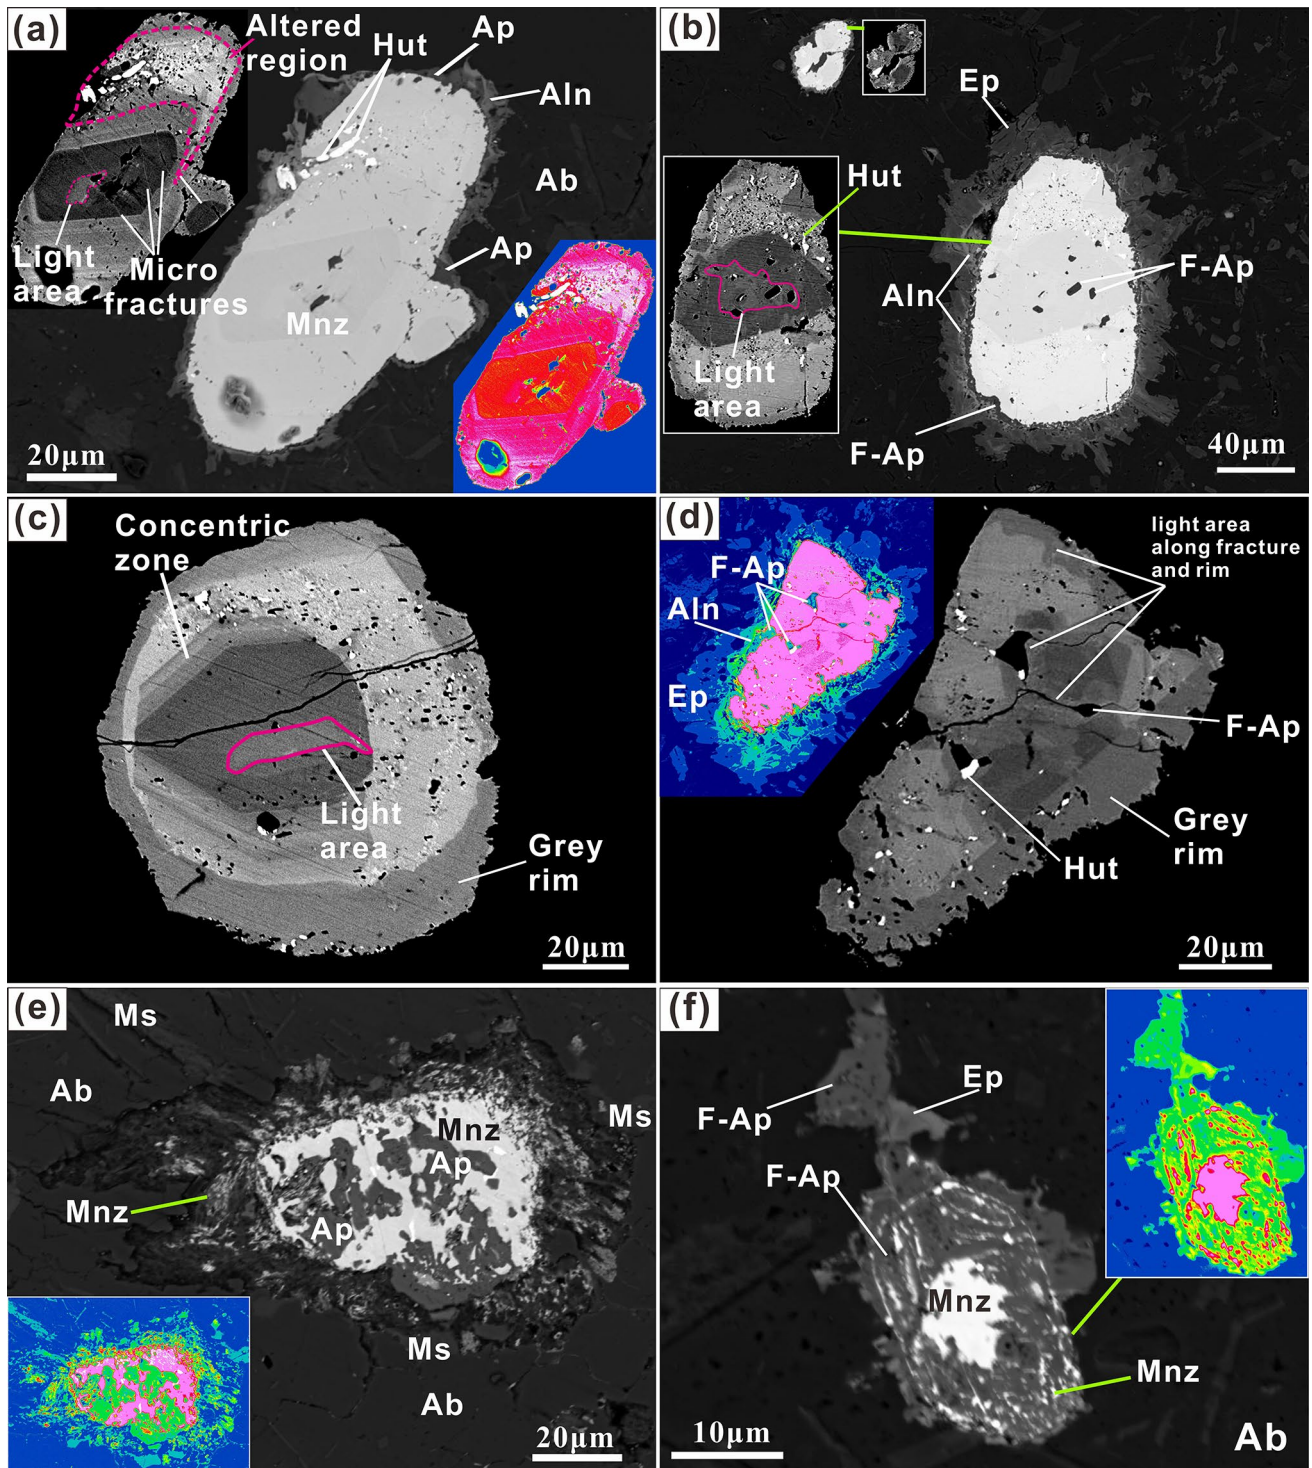 (a)
Altered
region
Hut
Ap
Aln
Ab
Ap
Light
area
Micro
fractures
Mnz
20μm
(b)
Ep
Hut
F-Ap
Aln
Light
area
F-Ap
40μm
(c)
Concentric
zone
Light
area
Grey
rim
20μm
(d)
light area
along fracture
and rim
F-Ap
Aln
Ep
F-Ap
Grey
rim
Hut
20μm
(e)
Ms
Ab
Ms
Mnz
Ap
Mnz
Ap
Ms
Ab
20μm
(f)
Ep
F-Ap
F-Ap
Mnz
Mnz
10μm
Ab